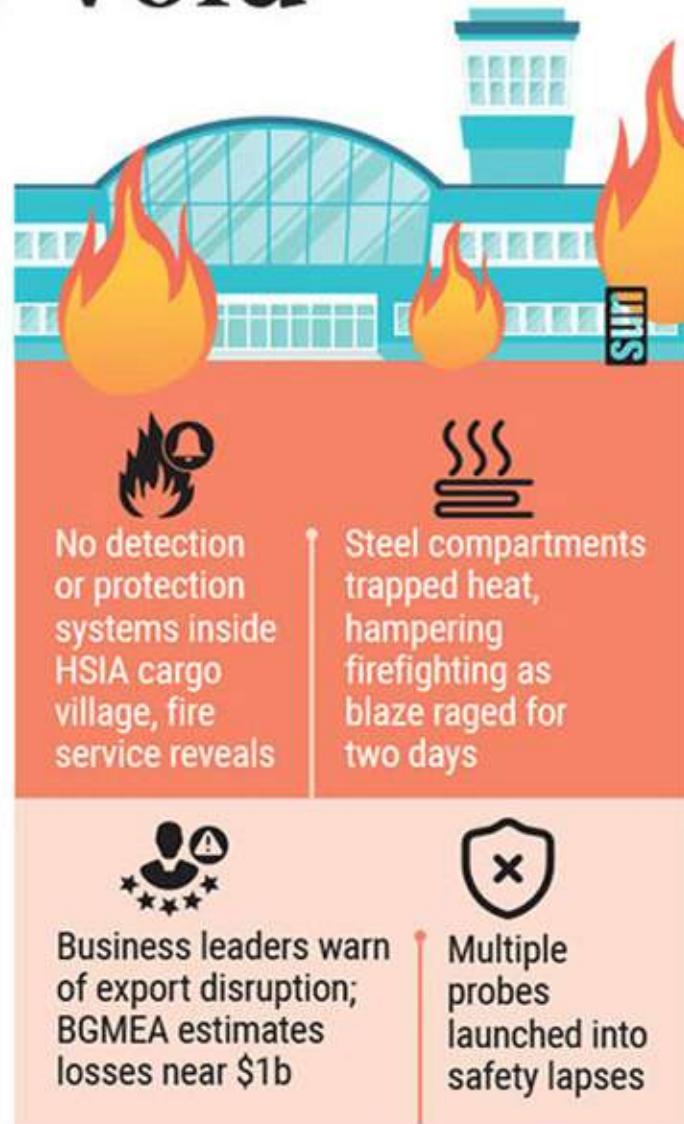 No detection
or protection
systems inside
HSIA cargo
village, fire
service reveals
Steel compartments
trapped heat,
hampering
firefighting as
blaze raged for
two days
Business leaders warn
of export disruption;
BGMEA estimates
losses near $1b
Multiple
probes
launched into
safety lapses
sun